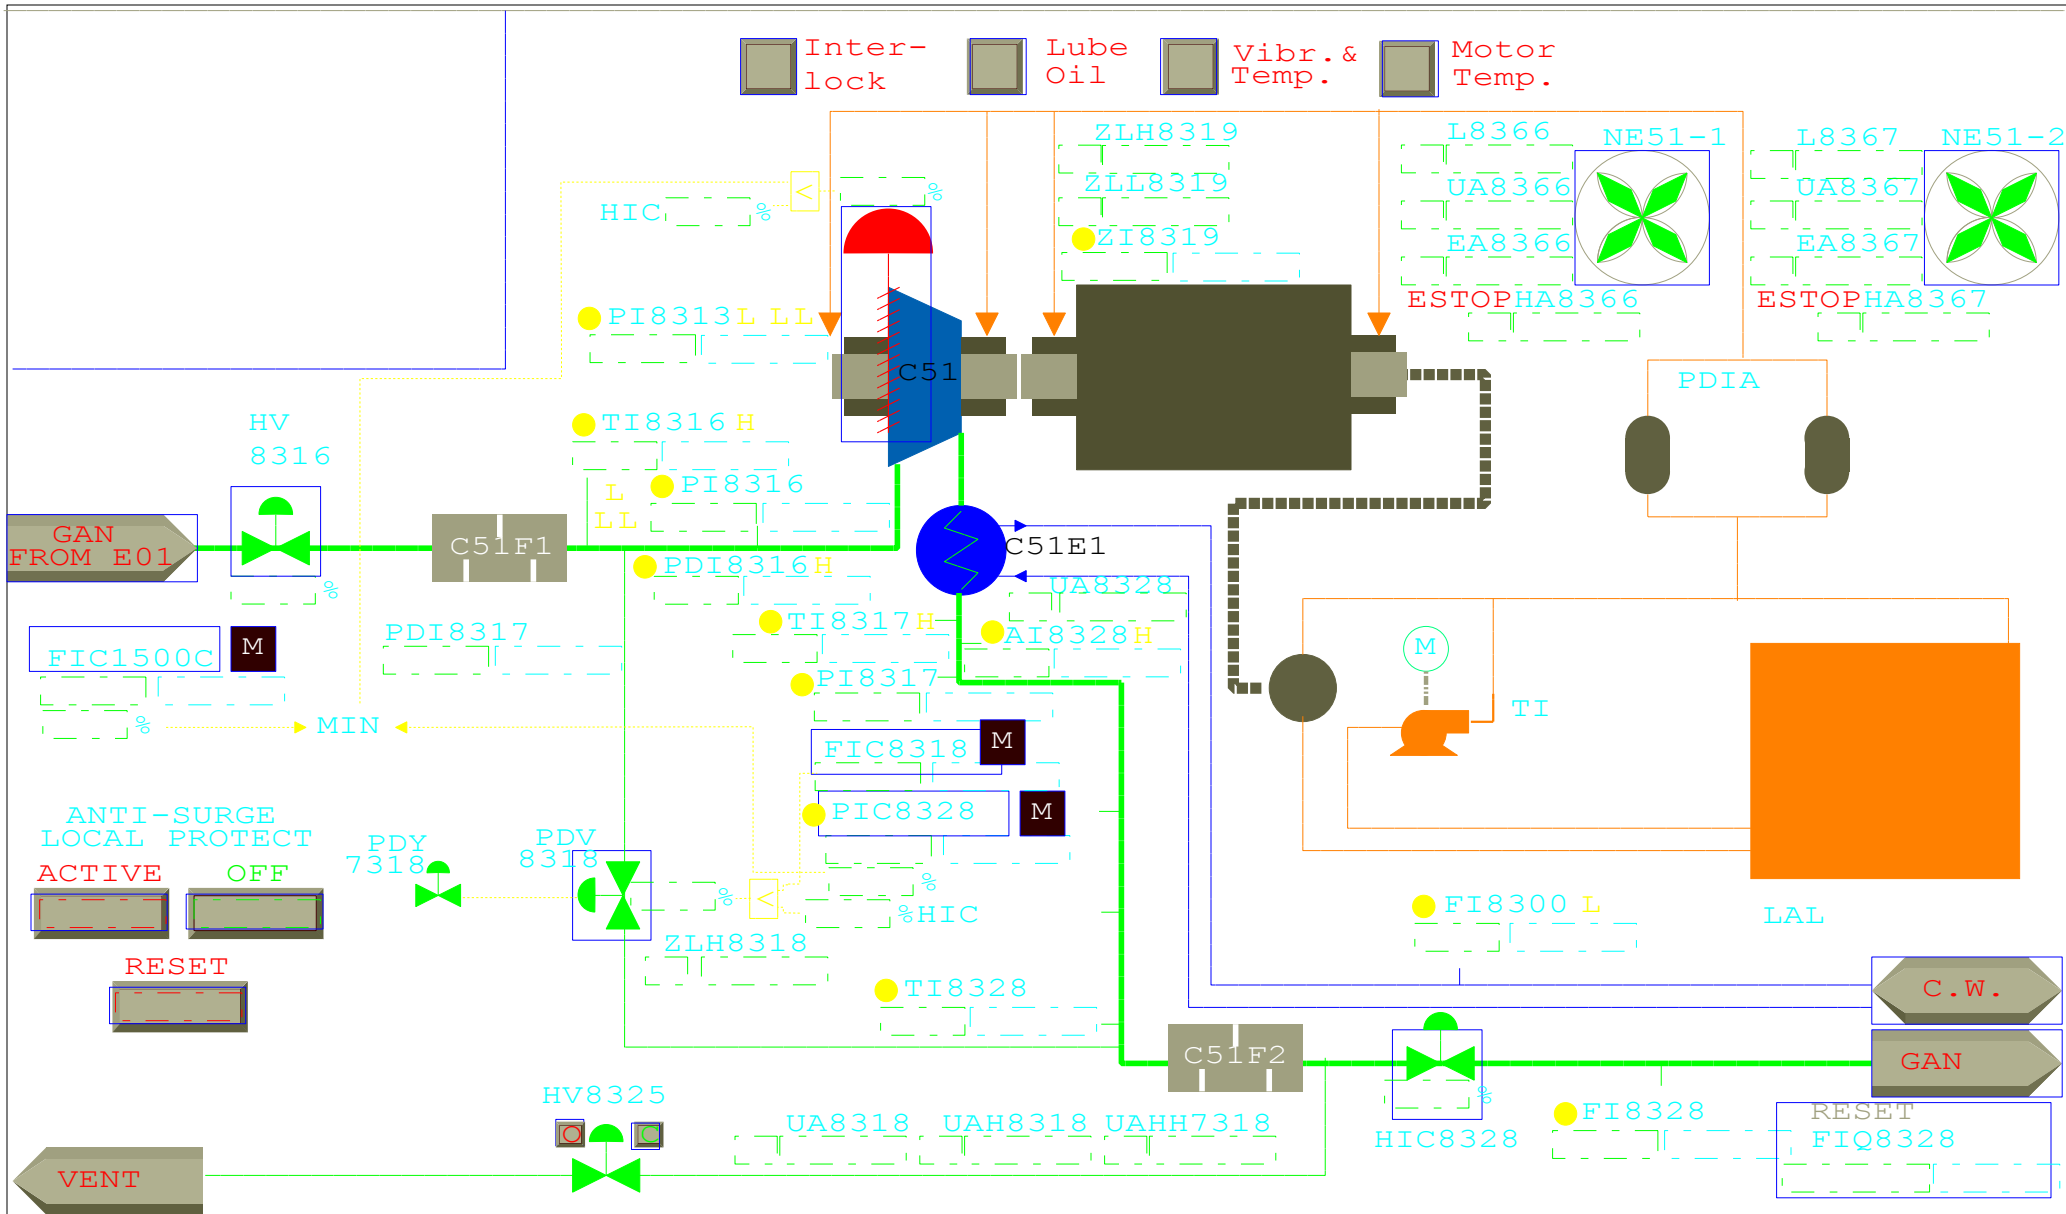 Inter-
lock
Lube
Oil
Vibr.&
Temp.
Motor
Temp.
ZLH8319
L8366
NE51-1
L8367
NE51-2
ZLL8319
UA8366
UA8367
HIC
%
<
%
ZI8319
EA8366
EA8367
ESTOP
HA8366
ESTOP
HA8367
PI8313
L LL
C51
PDIA
HV
8316
TI8316
H
PI8316
L
LL
GAN
FROM E01
C51F1
C51E1
%
PDI8316
H
UA8328
FIC1500C
M
PDI8317
TI8317
H
AI8328
H
M
PI8317
TI
%
MIN
FIC8318
M
PIC8328
M
ANTI-SURGE
LOCAL PROTECT
ACTIVE
OFF
PDY
7318
PDV
8318
%
<
%
%
HIC
FI8300
L
LAL
ZLH8318
RESET
TI8328
C.W.
C51F2
GAN
HV8325
UA8318
UAH8318
UAHH7318
%
HIC8328
FI8328
RESET
FIQ8328
VENT